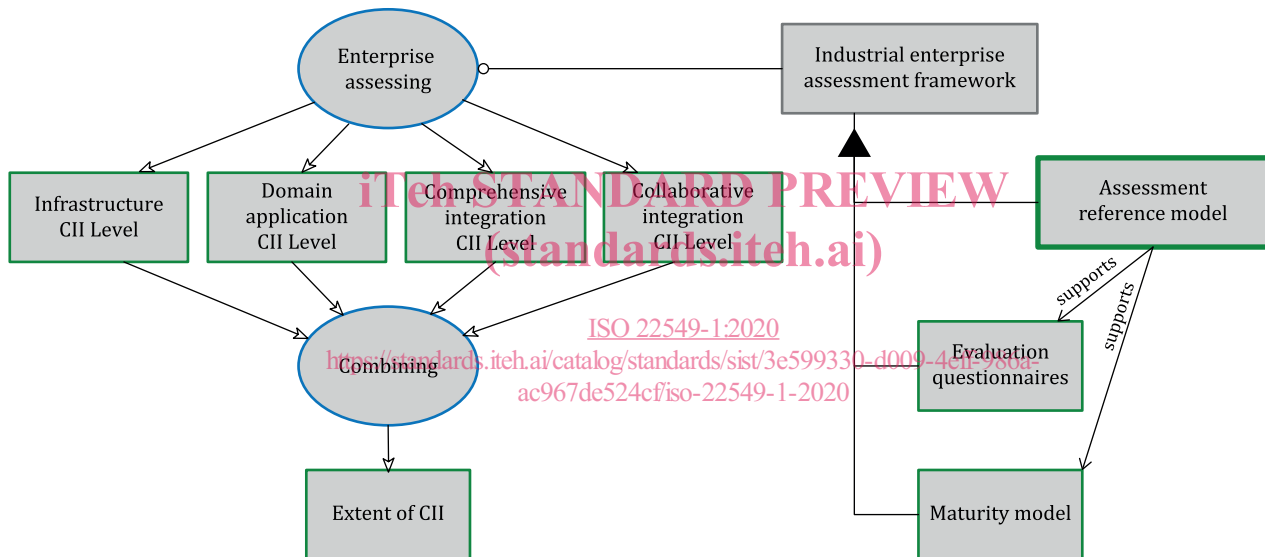 Enterprise
assessing
Industrial enterprise
assessment framework
Infrastructure
CII Level
Domain
application
CII Level
Comprehensive
integration
CII Level
Collaborative
integration
CII Level
Assessment
reference model
iTeh STANDARD PREVIEW
(standards.iteh.ai)
supports
supports
ISO 22549-1:2020
https://standards.iteh.ai/catalog/standards/sist/3e599330-d009-4eff-986a-
ac967de524cf/iso-22549-1-2020
Combining
Evaluation
questionnaires
Extent of CII
Maturity model